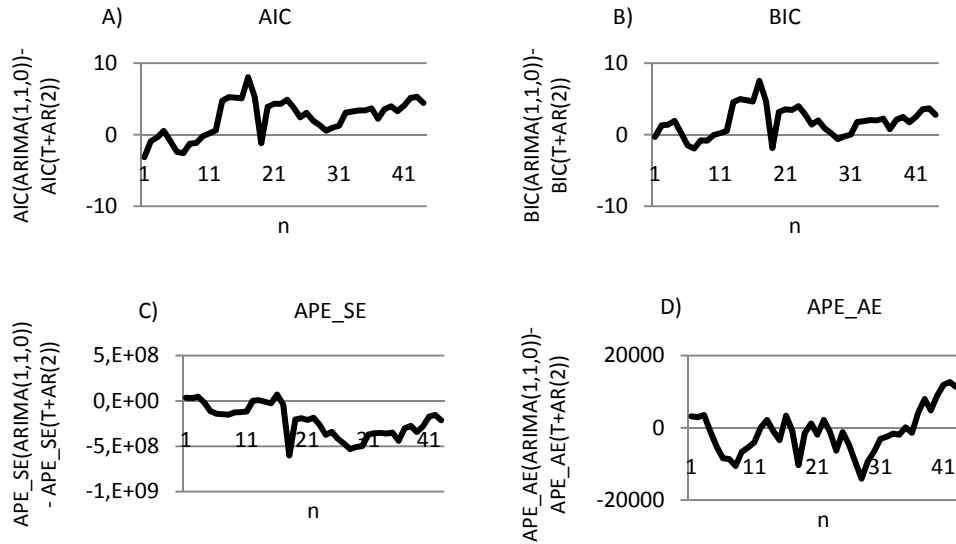 A) AIC
AIC(ARIMA(1,1,0))-
AIC(T+AR(2))
10
0
-10
1 11 21 31 41
n
B) BIC
BIC(ARIMA(1,1,0))-
BIC(T+AR(2))
10
0
-10
1 11 21 31 41
n
C) APE_SE
APE_SE(ARIMA(1,1,0))
- APE_SE(T+AR(2))
5,E+08
0,E+00
-5,E+08
-1,E+09
1 11 21 31 41
n
D) APE_AE
APE_AE(ARIMA(1,1,0))-
APE_AE(T+AR(2))
20000
0
-20000
1 11 21 31 41
n